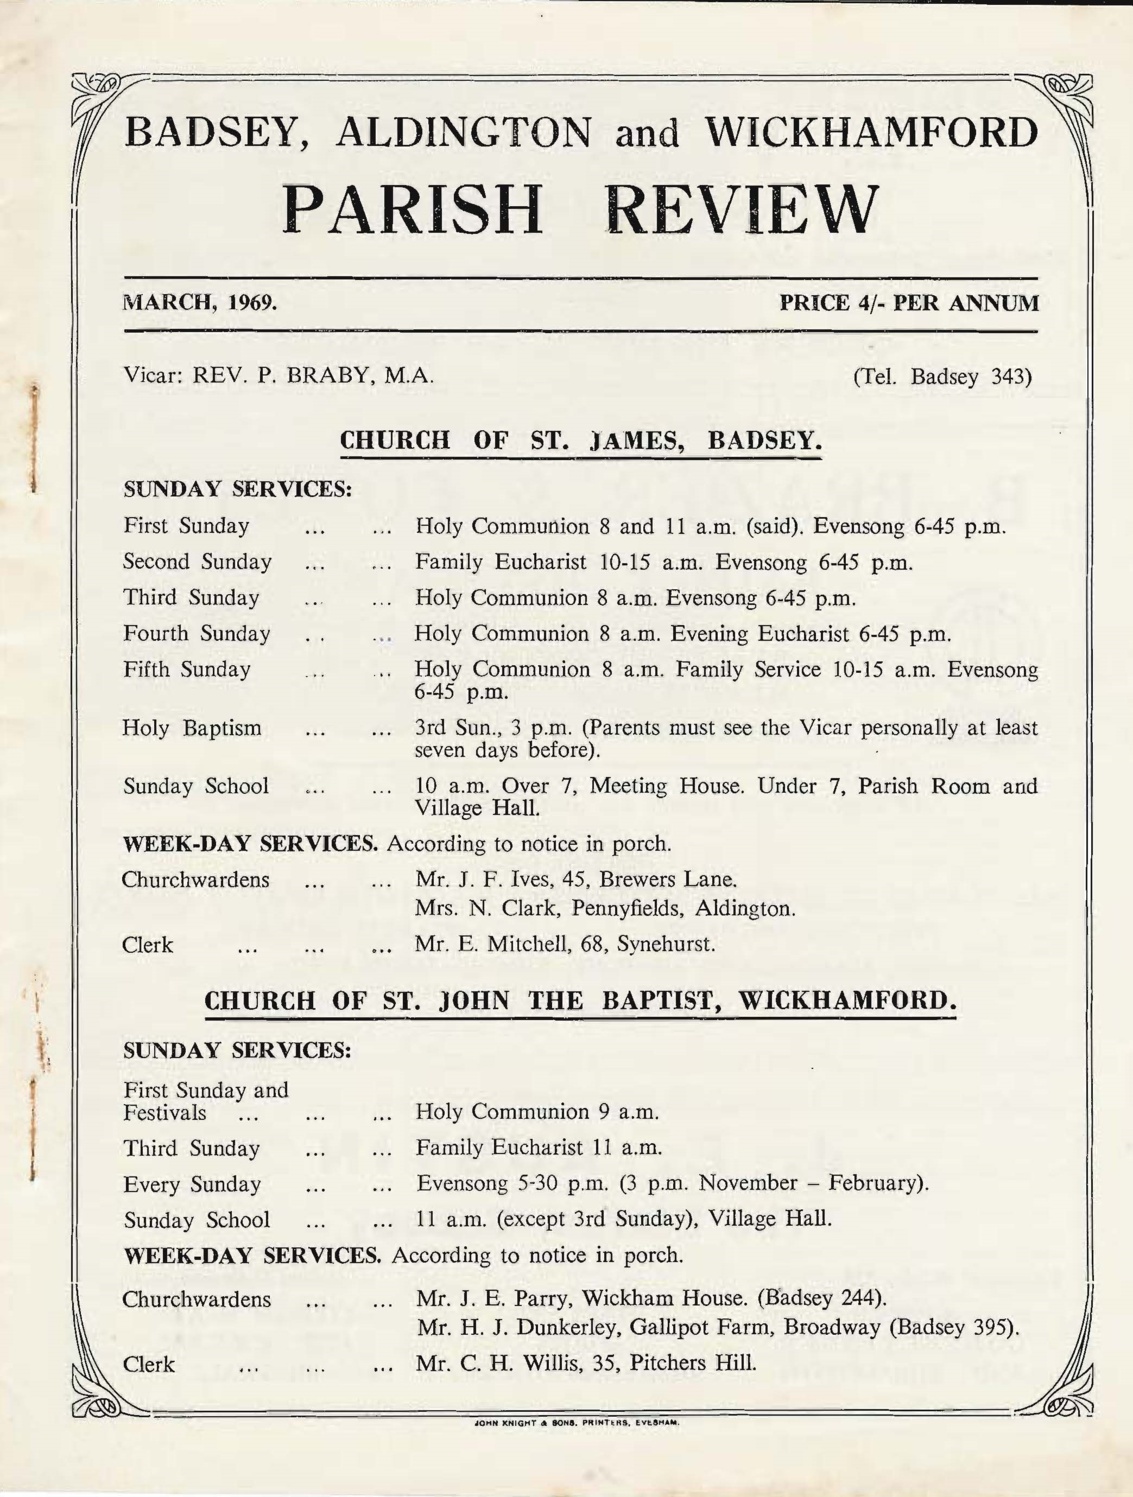 BADSEY, ALDINGTON and WICKHAMFORD
PARISH REVIEW
MARCH, 1969. PRICE 4/- PER ANNUM
Vicar: REV. P. BRABY, M.A. (Tel. Badsey 343)
CHURCH OF ST. JAMES, BADSEY.
SUNDAY SERVICES:
First Sunday ... ... Holy Communion 8 and 11 a.m. (said). Evensong 6-45 p.m.
Second Sunday ... ... Family Eucharist 10-15 a.m. Evensong 6-45 p.m.
Third Sunday ... ... Holy Communion 8 a.m. Evensong 6-45 p.m.
Fourth Sunday . . ... Holy Communion 8 a.m. Evening Eucharist 6-45 p.m.
Fifth Sunday ... ... Holy Communion 8 a.m. Family Service 10-15 a.m. Evensong
6-45 p.m.
Holy Baptism ... ... 3rd Sun., 3 p.m. (Parents must see the Vicar personally at least
seven days before).
Sunday School ... ... 10 a.m. Over 7, Meeting House. Under 7, Parish Room and
Village Hall.
WEEK-DAY SERVICES. According to notice in porch.
Churchwardens ... ... Mr. J. F. Ives, 45, Brewers Lane.
Mrs. N. Clark, Pennyfields, Aldington.
Clerk ... ... ... Mr. E. Mitchell, 68, Synehurst.
CHURCH OF ST. JOHN THE BAPTIST, WICKHAMFORD.
SUNDAY SERVICES:
First Sunday and
Festivals ... ... ... Holy Communion 9 a.m.
Third Sunday ... ... Family Eucharist 11 a.m.
Every Sunday ... ... Evensong 5-30 p.m. (3 p.m. November – February).
Sunday School ... ... 11 a.m. (except 3rd Sunday), Village Hall.
WEEK-DAY SERVICES. According to notice in porch.
Churchwardens ... ... Mr. J. E. Parry, Wickham House. (Badsey 244).
Mr. H. J. Dunkerley, Gallipot Farm, Broadway (Badsey 395).
Clerk ... ... ... Mr. C. H. Willis, 35, Pitchers Hill.
JOHN KNIGHT & SONS. PRINTERS, EVESHAM.